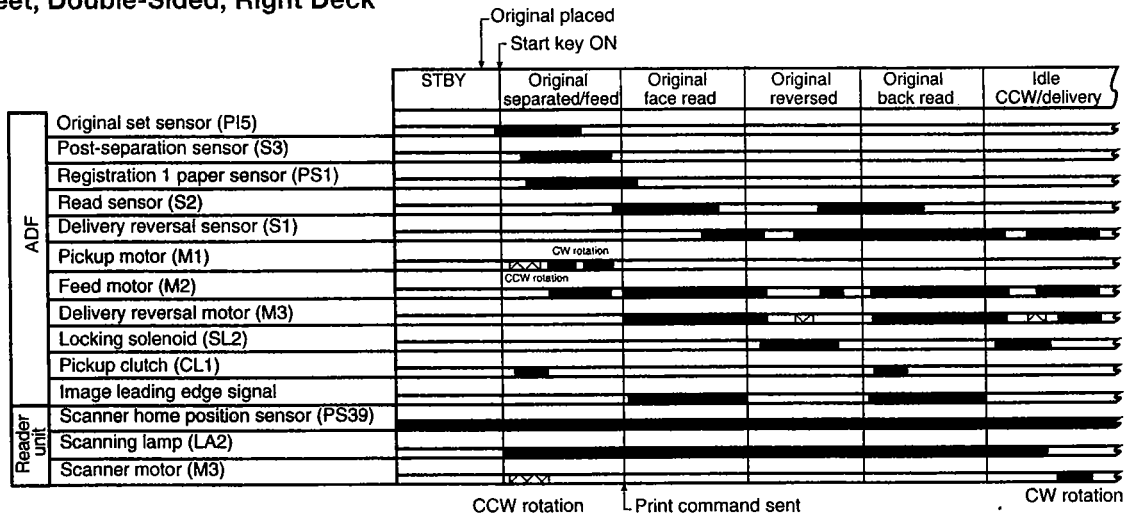 eet, Double-Sided, Right Deck
Original placed
Start key ON
STBY
Original separated/feed
Original face read
Original reversed
Original back read
Idle CCW/delivery
ADF
Original set sensor (PI5)
Post-separation sensor (S3)
Registration 1 paper sensor (PS1)
Read sensor (S2)
Delivery reversal sensor (S1)
Pickup motor (M1)
CW rotation
CCW rotation
Feed motor (M2)
Delivery reversal motor (M3)
Locking solenoid (SL2)
Pickup clutch (CL1)
Image leading edge signal
Reader unit
Scanner home position sensor (PS39)
Scanning lamp (LA2)
Scanner motor (M3)
CCW rotation
Print command sent
CW rotation